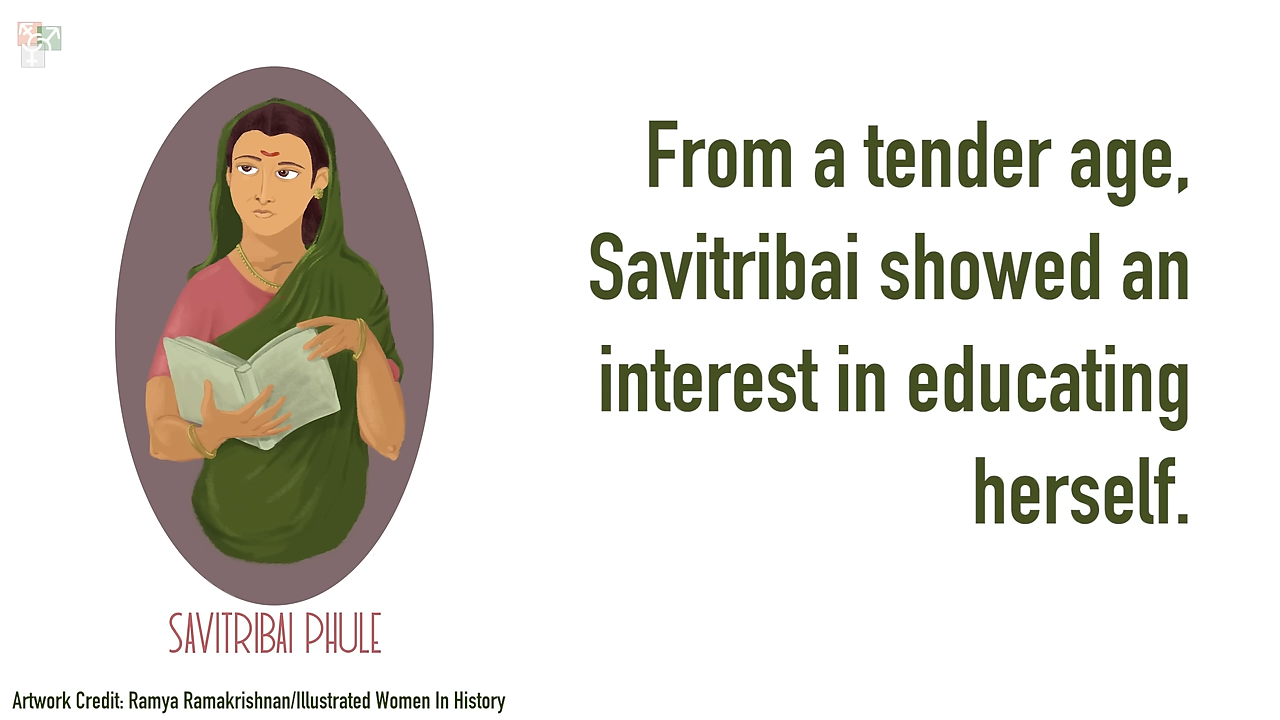 From a tender age,
Savitribai showed an
interest in educating
herself.
SAVITRIBAI PHULE
Artwork Credit: Ramya Ramakrishnan/Illustrated Women In History